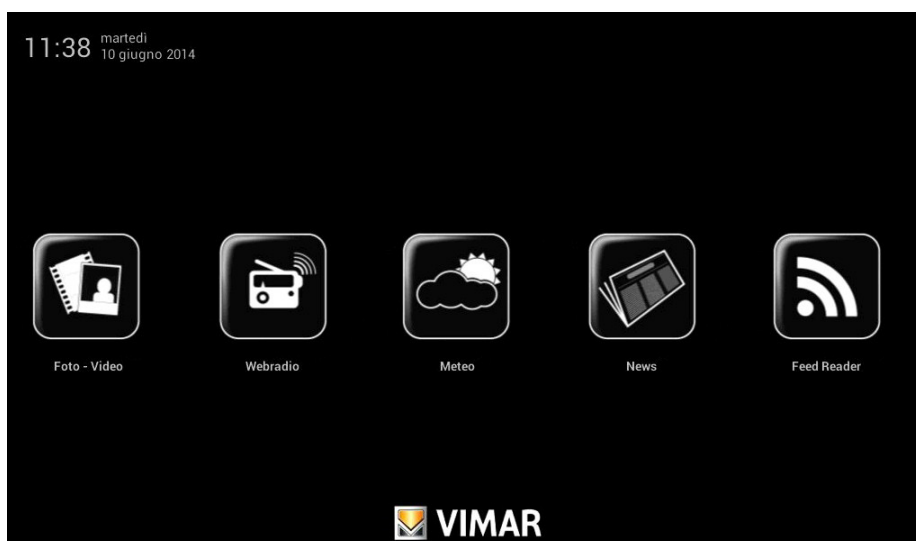 11:38
martedì
10 giugno 2014
Foto - Video
Webradio
Meteo
News
Feed Reader
VIMAR